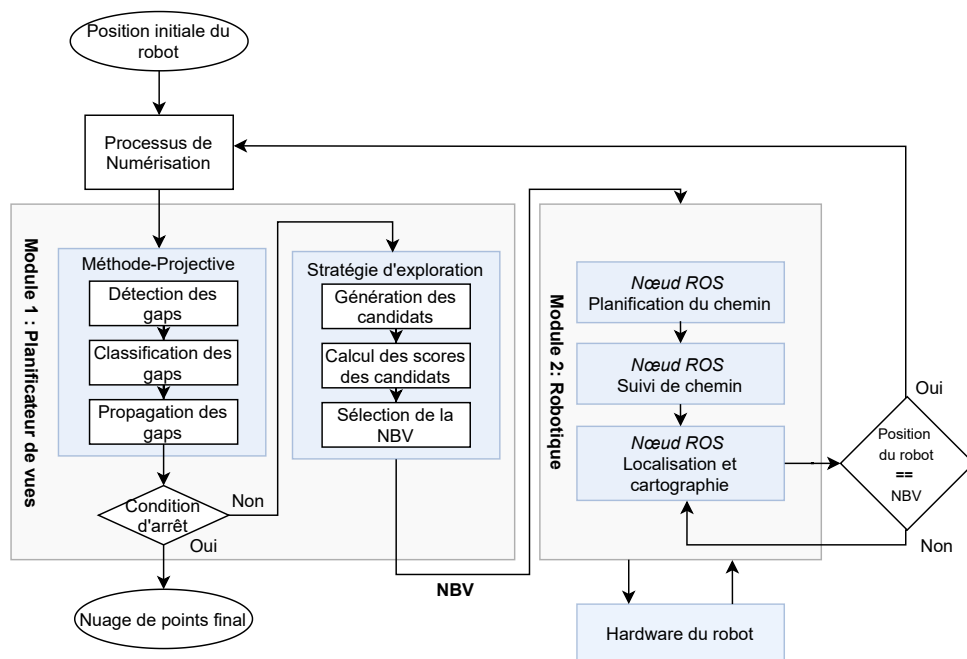 Position initiale du
robot
Processus de
Numérisation
Module 1 : Planificateur de vues
Méthode-Projective
Détection des
gaps
Classification des
gaps
Propagation des
gaps
Condition
d'arrêt
Non
Oui
Nuage de points final
Stratégie d'exploration
Génération des
candidats
Calcul des scores
des candidats
Sélection de la
NBV
NBV
Module 2: Robotique
Nœud ROS
Planification du chemin
Nœud ROS
Suivi de chemin
Nœud ROS
Localisation et
cartographie
Oui
Position
du robot
==
NBV
Non
Hardware du robot